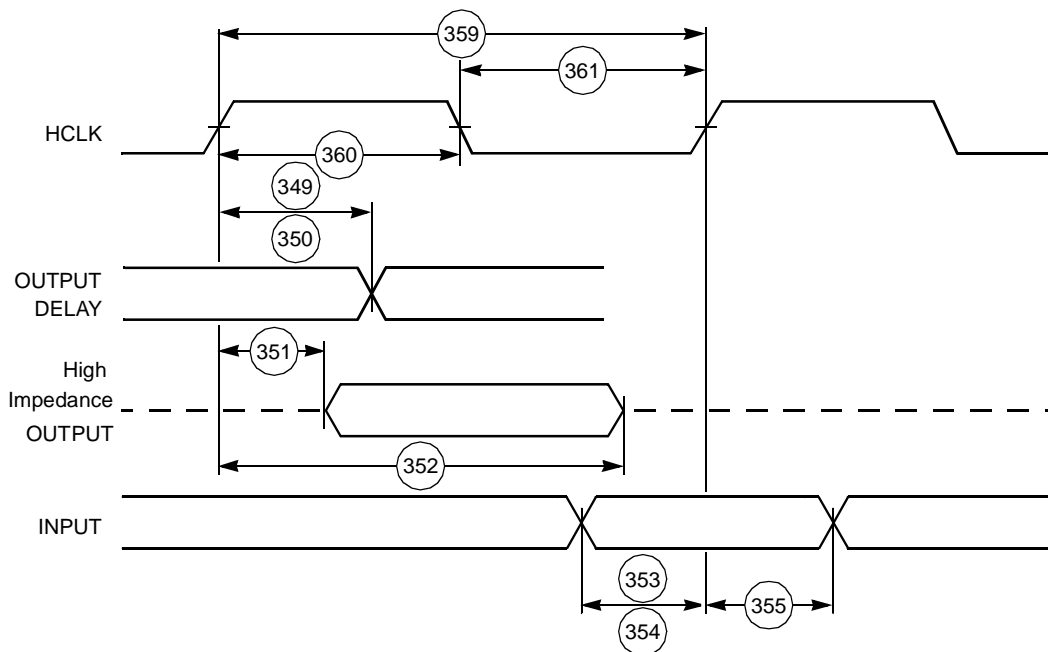 359
361
HCLK
360
349
350
OUTPUT
DELAY
351
High
Impedance
OUTPUT
352
INPUT
353
355
354